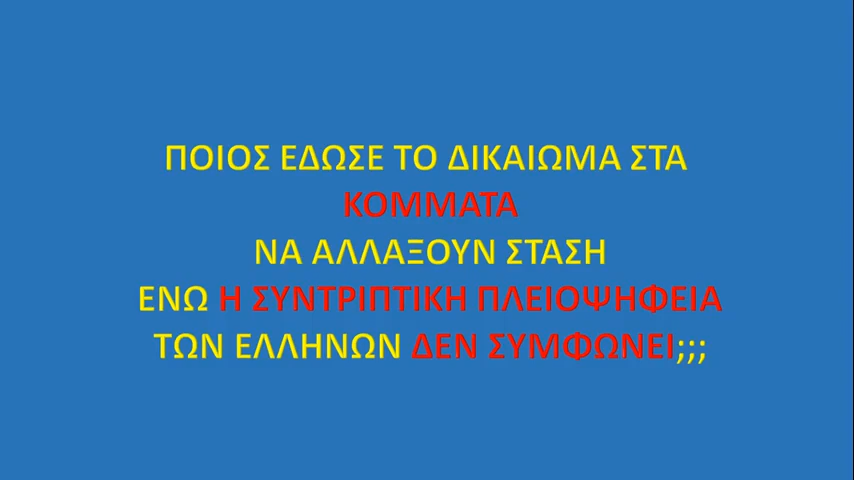 ΠΟΙΟΣ ΕΔΩΣΕ ΤΟ ΔΙΚΑΙΩΜΑ ΣΤΑ
ΚΟΜΜΑΤΑ
ΝΑ ΑΛΛΑΞΟΥΝ ΣΤΑΣΗ
ΕΝΩ Η ΣΥΝΤΡΙΠΤΙΚΗ ΠΛΕΙΟΨΗΦΕΙΑ
ΤΩΝ ΕΛΛΗΝΩΝ ΔΕΝ ΣΥΜΦΩΝΕΙ;;;